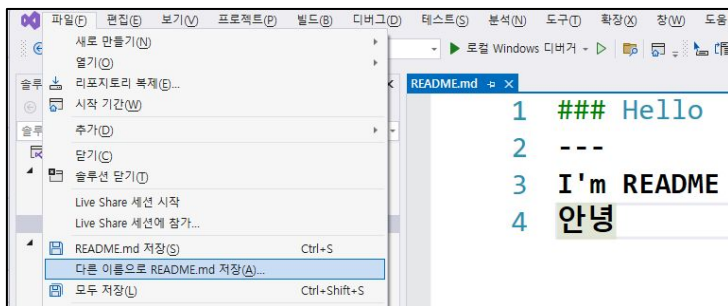 파일(F) 편집(E) 보기(V) 프로젝트(P) 빌드(B) 디버그(D) 테스트(S) 분석(N) 도구(T) 확장(X) 창(W)
새로 만들기(N)
열기(O)
로컬 Windows 디버거
리포지토리 복제(E)...
시작 기간(W)
추가(D)
닫기(C)
솔루션 닫기(T)
Live Share 세션 시작
Live Share 세션에 참가...
README.md 저장(S) Ctrl+S
다른 이름으로 README.md 저장(A)...
모두 저장(L) Ctrl+Shift+S
README.md
1 ### Hello
2 ---
3 I'm README
4 안녕